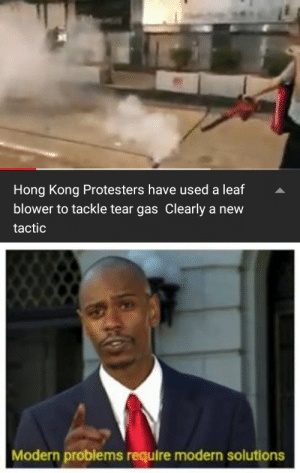 Hong Kong Protesters have used a leaf
blower to tackle tear gas Clearly a new
tactic
Modern problems require modern solutions